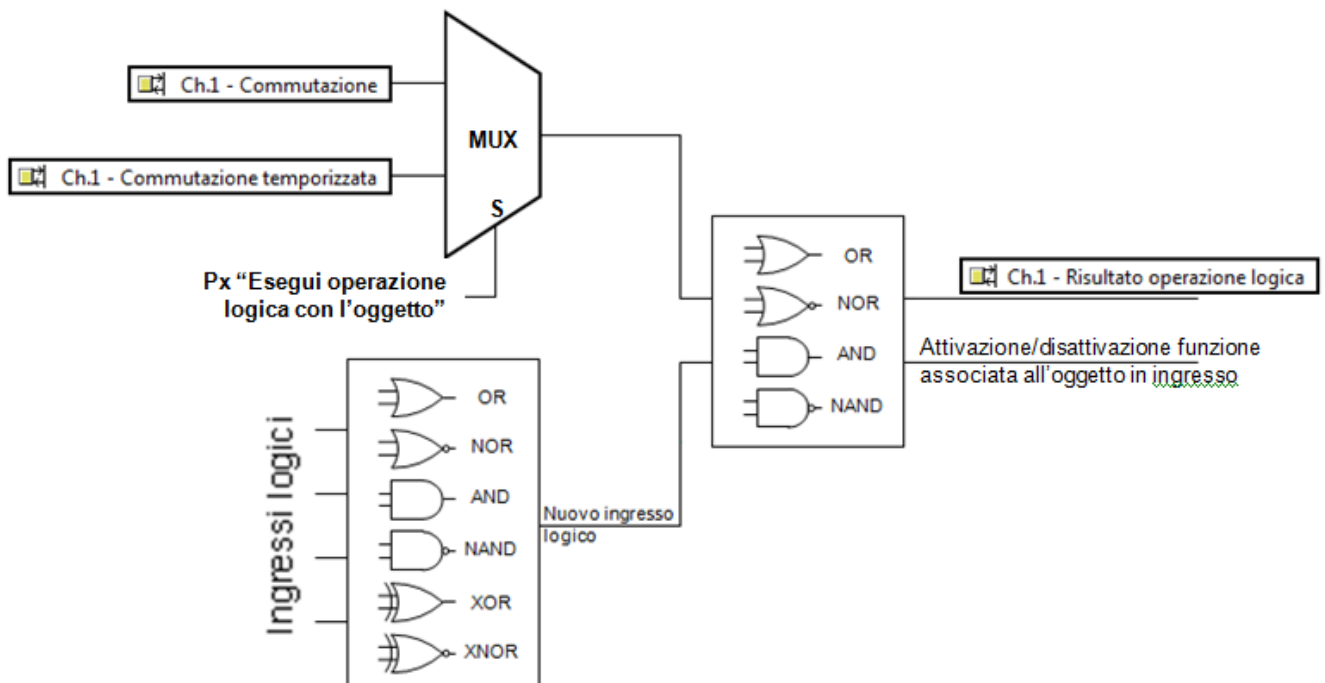 Ch.1 - Commutazione
MUX
Ch.1 - Commutazione temporizzata
S
Px “Esegui operazione
logica con l’oggetto”
OR
NOR
AND
NAND
Ch.1 - Risultato operazione logica
Attivazione/disattivazione funzione
associata all’oggetto in ingresso
Ingressi logici
OR
NOR
AND
NAND
XOR
XNOR
Nuovo ingresso
logico